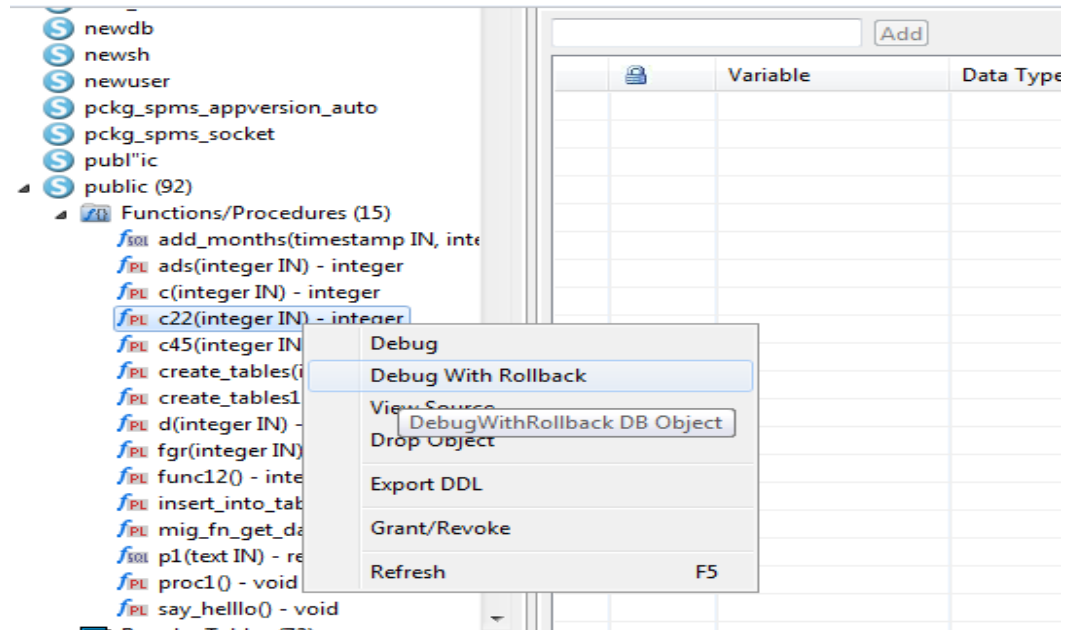 newdb
newsh
newuser
pckg_spms_appversion_auto
pckg_spms_socket
publ"ic
public (92)
Functions/Procedures (15)
add_months(timestamp IN, inte
ads(integer IN) - integer
c(integer IN) - integer
c22(integer IN) - integer
c45(integer IN
create_tables(i
create_tables1
d(integer IN) -
fgr(integer IN)
func12() - inte
insert_into_tab
mig_fn_get_da
p1(text IN) - re
proc1() - void
say_helllo() - void
Debug
Debug With Rollback
View Source
DebugWithRollback DB Object
Drop Object
Export DDL
Grant/Revoke
Refresh F5
Add
Variable Data Type